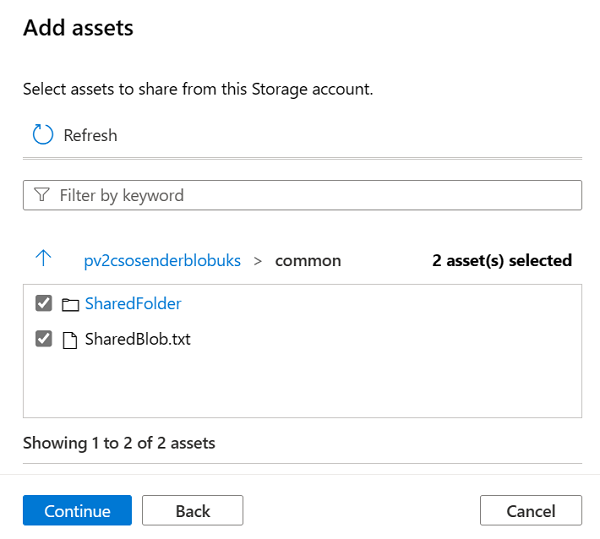 Add assets
Select assets to share from this Storage account.
Refresh
Filter by keyword
pv2csosenderblobuks > common 2 asset(s) selected
SharedFolder
SharedBlob.txt
Showing 1 to 2 of 2 assets
Continue Back Cancel